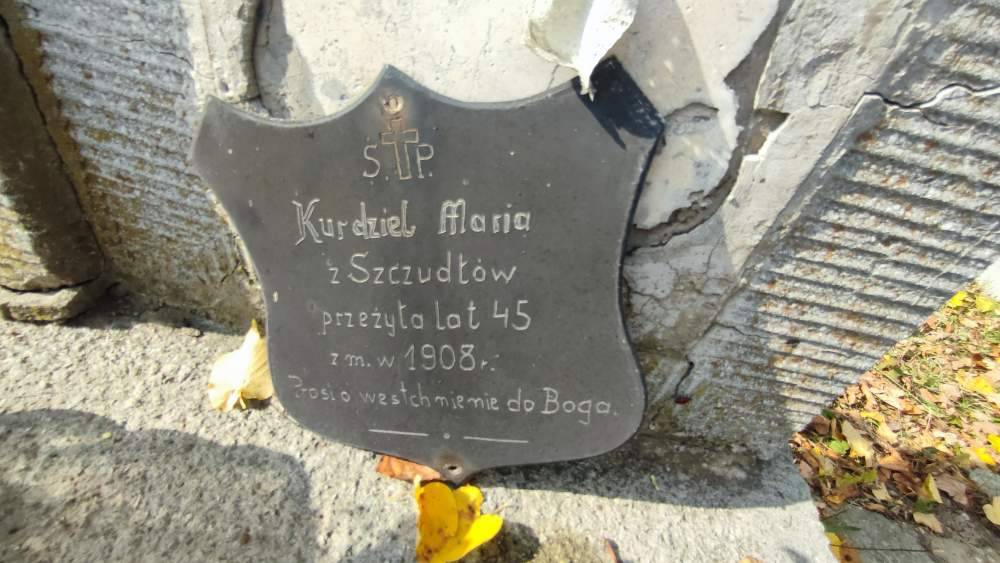 Ś.P.
Kurdziel Maria
z Szczudłów
przeżyła lat 45
zm. w 1908 r.
Prosi o westchnienie do Boga.